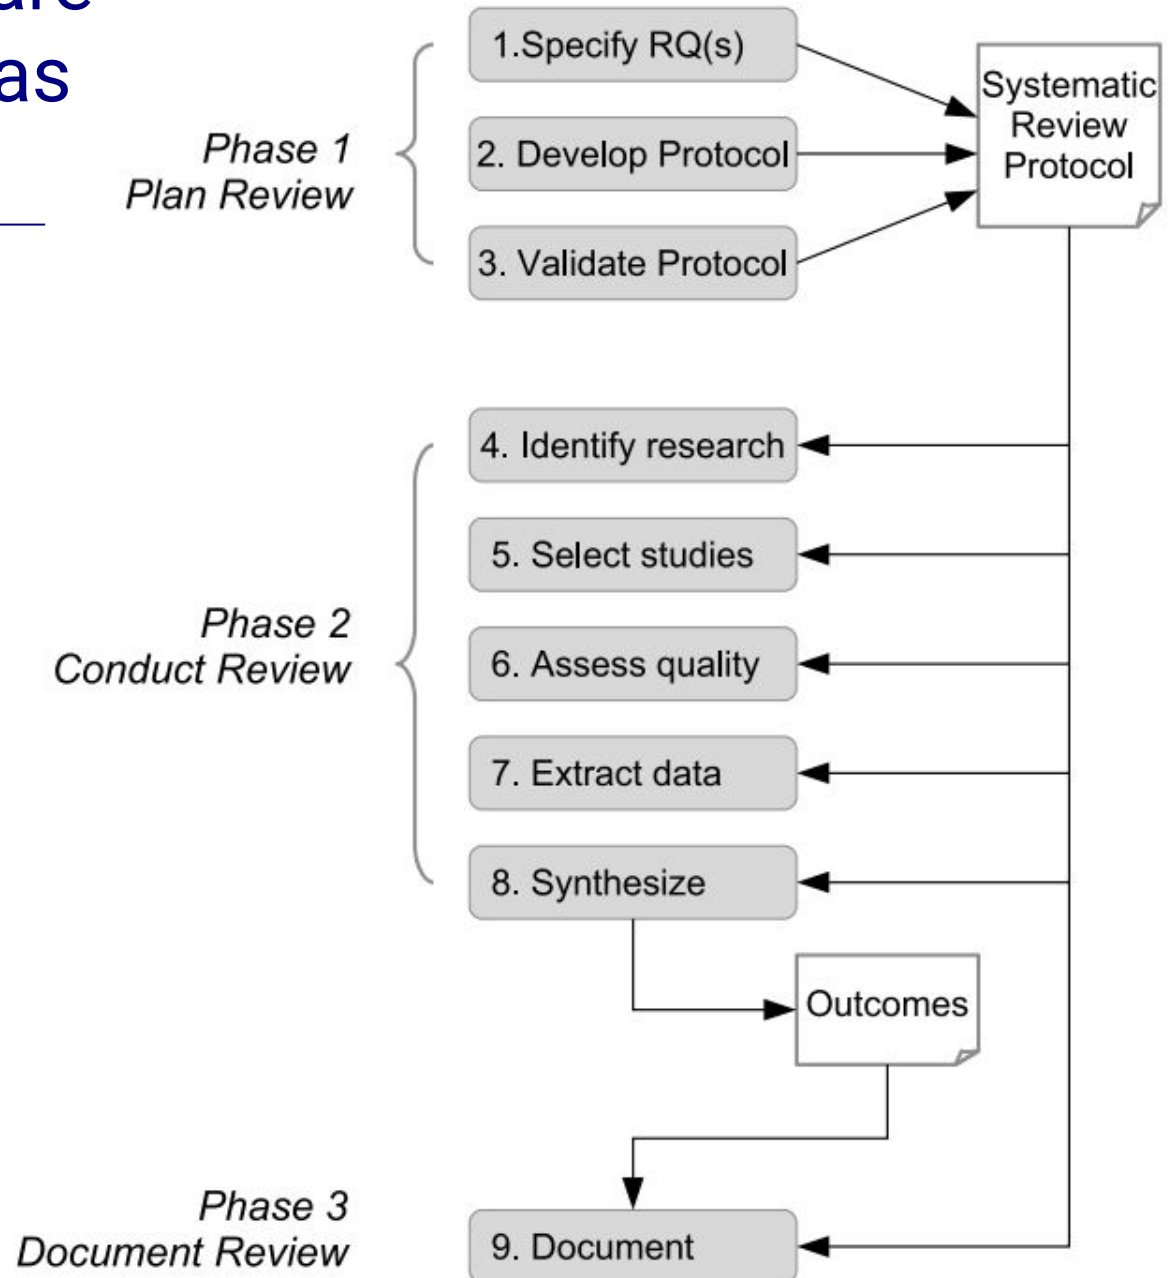 as
1.Specify RQ(s)
Systematic
Review
Protocol
Phase 1
Plan Review
2. Develop Protocol
3. Validate Protocol
4. Identify research
5. Select studies
Phase 2
Conduct Review
6. Assess quality
7. Extract data
8. Synthesize
Outcomes
Phase 3
Document Review
9. Document